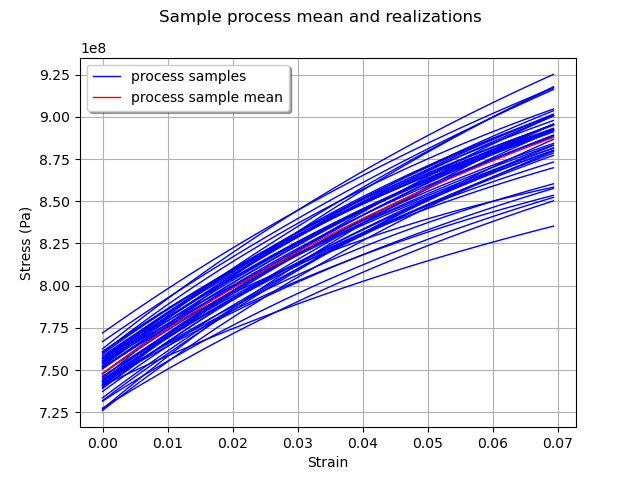 Sample process mean and realizations
1e8
process samples
process sample mean
9.25
9.00
8.75
8.50
8.25
8.00
7.75
7.50
7.25
Stress (Pa)
0.00 0.01 0.02 0.03 0.04 0.05 0.06 0.07
Strain